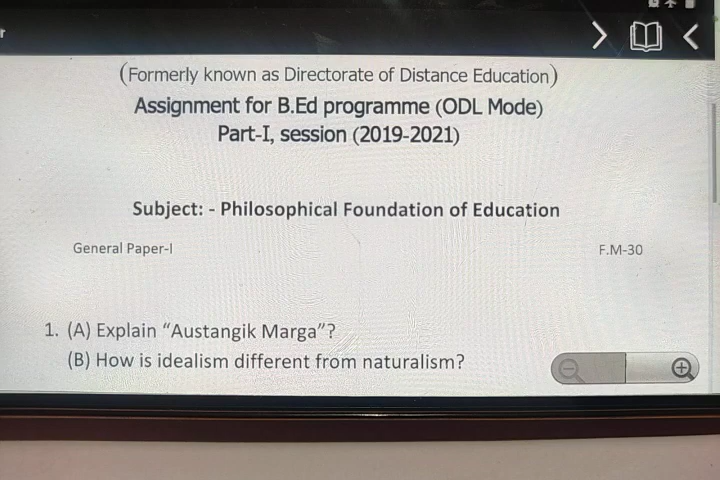 r
(Formerly known as Directorate of Distance Education)
Assignment for B.Ed programme (ODL Mode)
Part-I, session (2019-2021)
Subject: - Philosophical Foundation of Education
General Paper-I
F.M-30
1. (A) Explain “Austangik Marga”?
(B) How is idealism different from naturalism?